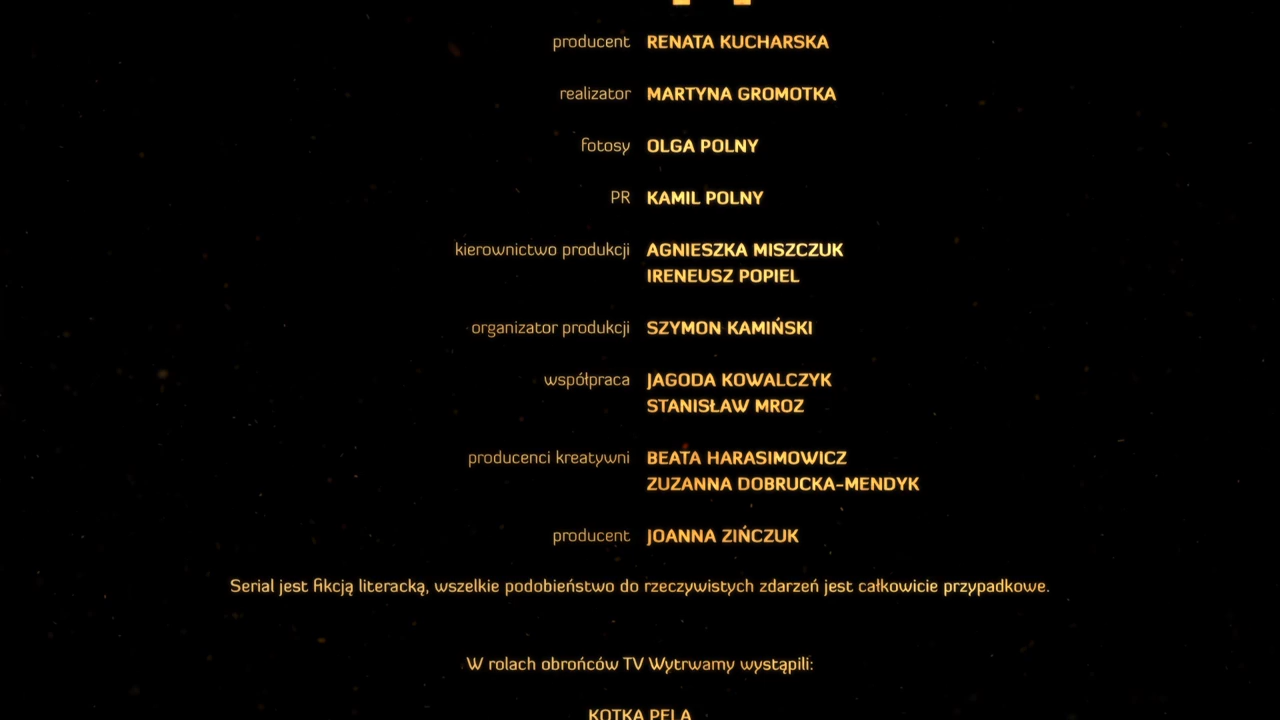 producent RENATA KUCHARSKA
realizator MARTYNA GROMOTKA
fotosy OLGA POLNY
PR KAMIL POLNY
kierownictwo produkcji AGNIESZKA MISZCZUK
IRENEUSZ POPIEL
organizator produkcji SZYMON KAMIŃSKI
współpraca JAGODA KOWALCZYK
STANISŁAW MROZ
producenci kreatywni BEATA HARASIMOWICZ
ZUZANNA DOBRUCKA-MENDYK
producent JOANNA ZIŃCZUK
Serial jest fikcją literacką, wszelkie podobieństwo do rzeczywistych zdarzeń jest całkowicie przypadkowe.
W rolach obrońców TV Wytrwamy wystąpili:
KOTKA PELA